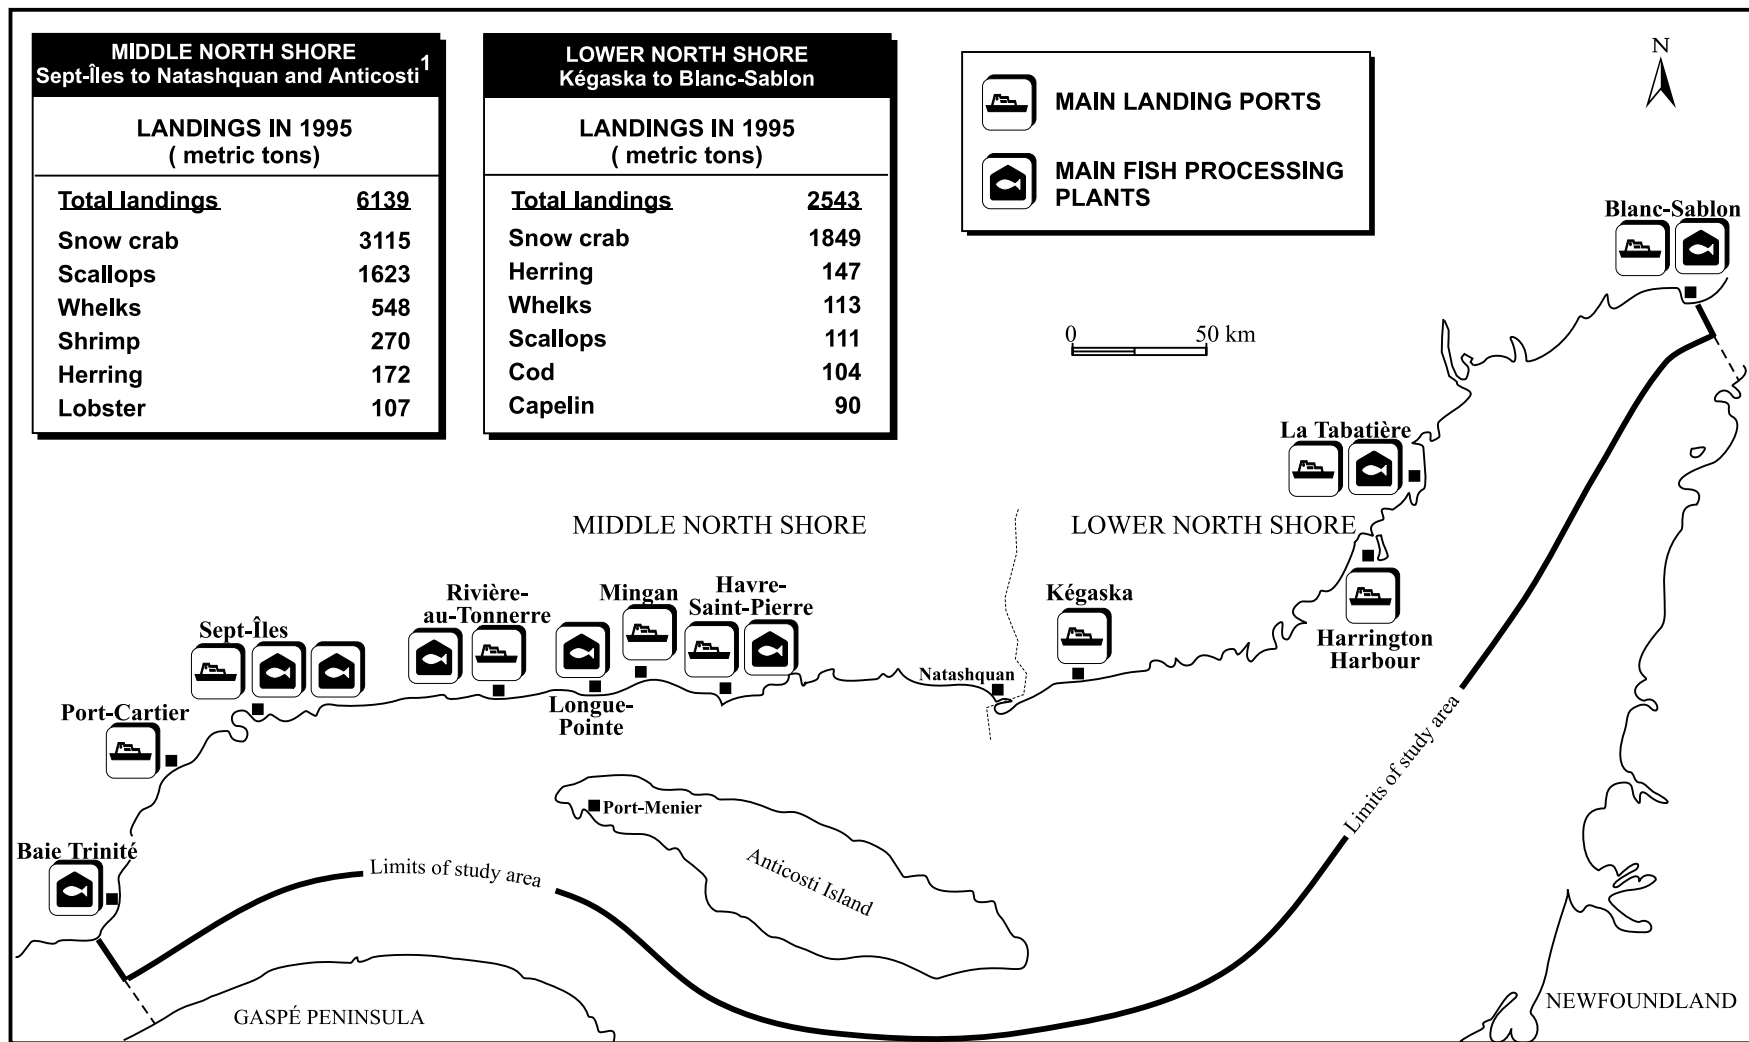 MIDDLE NORTH SHORE
Sept-Îles to Natashquan and Anticosti 1
LANDINGS IN 1995
( metric tons)
Total landings 6139
Snow crab 3115
Scallops 1623
Whelks 548
Shrimp 270
Herring 172
Lobster 107
LOWER NORTH SHORE
Kégaska to Blanc-Sablon
LANDINGS IN 1995
( metric tons)
Total landings 2543
Snow crab 1849
Herring 147
Whelks 113
Scallops 111
Cod 104
Capelin 90
MAIN LANDING PORTS
MAIN FISH PROCESSING
PLANTS
N
Blanc-Sablon
0 50 km
La Tabatière
MIDDLE NORTH SHORE
LOWER NORTH SHORE
Harrington
Harbour
Kégaska
Natashquan
Havre-
Saint-Pierre
Mingan
Longue-
Pointe
Rivière-
au-Tonnerre
Sept-Îles
Port-Cartier
Baie Trinité
Port-Menier
Anticosti Island
Limits of study area
Limits of study area
GASPÉ PENINSULA
NEWFOUNDLAND